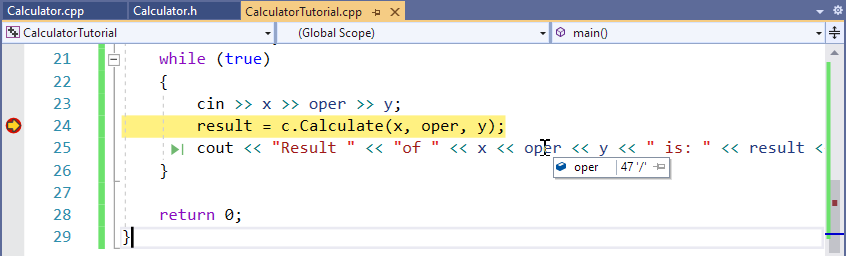 Calculator.cpp Calculator.h CalculatorTutorial.cpp
CalculatorTutorial (Global Scope) main()
21 while (true)
22 {
23 cin >> x >> oper >> y;
24 result = c.Calculate(x, oper, y);
25 cout << "Result " << "of " << x << oper << y << " is: " << result <
26 }
oper 47 '/'
27
28 return 0;
29 }